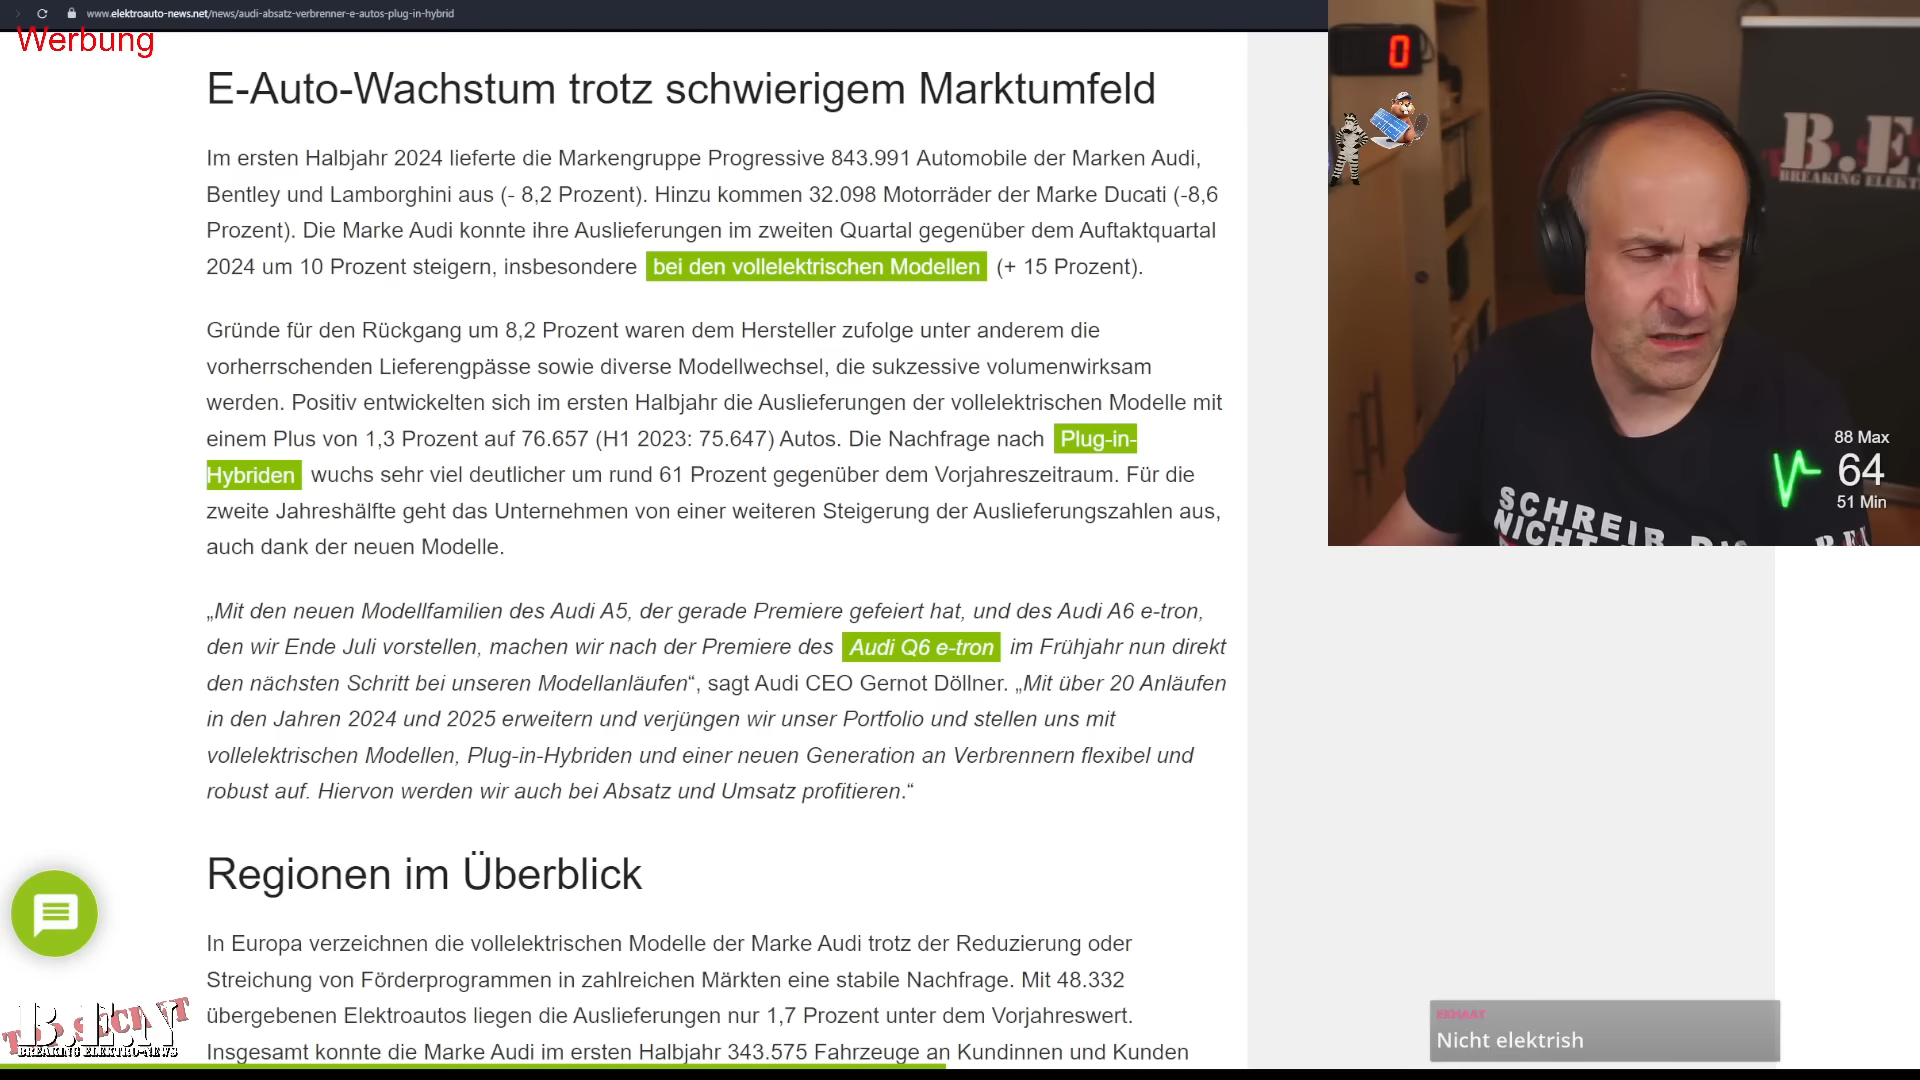 www.elektroauto-news.net/news/audi-absatz-verbrenner-e-autos-plug-in-hybrid
Werbung
E-Auto-Wachstum trotz schwierigem Marktumfeld
Im ersten Halbjahr 2024 lieferte die Markengruppe Progressive 843.991 Automobile der Marken Audi,
Bentley und Lamborghini aus (- 8,2 Prozent). Hinzu kommen 32.098 Motorräder der Marke Ducati (-8,6
Prozent). Die Marke Audi konnte ihre Auslieferungen im zweiten Quartal gegenüber dem Auftaktquartal
2024 um 10 Prozent steigern, insbesondere bei den vollelektrischen Modellen (+ 15 Prozent).
Gründe für den Rückgang um 8,2 Prozent waren dem Hersteller zufolge unter anderem die
vorherrschenden Lieferengpässe sowie diverse Modellwechsel, die sukzessive volumenwirksam
werden. Positiv entwickelten sich im ersten Halbjahr die Auslieferungen der vollelektrischen Modelle mit
einem Plus von 1,3 Prozent auf 76.657 (H1 2023: 75.647) Autos. Die Nachfrage nach Plug-in-
Hybriden wuchs sehr viel deutlicher um rund 61 Prozent gegenüber dem Vorjahreszeitraum. Für die
zweite Jahreshälfte geht das Unternehmen von einer weiteren Steigerung der Auslieferungszahlen aus,
auch dank der neuen Modelle.
„Mit den neuen Modellfamilien des Audi A5, der gerade Premiere gefeiert hat, und des Audi A6 e-tron,
den wir Ende Juli vorstellen, machen wir nach der Premiere des Audi Q6 e-tron im Frühjahr nun direkt
den nächsten Schritt bei unseren Modellanläufen“, sagt Audi CEO Gernot Döllner. „Mit über 20 Anläufen
in den Jahren 2024 und 2025 erweitern und verjüngen wir unser Portfolio und stellen uns mit
vollelektrischen Modellen, Plug-in-Hybriden und einer neuen Generation an Verbrennern flexibel und
robust auf. Hiervon werden wir auch bei Absatz und Umsatz profitieren.“
Regionen im Überblick
In Europa verzeichnen die vollelektrischen Modelle der Marke Audi trotz der Reduzierung oder
Streichung von Förderprogrammen in zahlreichen Märkten eine stabile Nachfrage. Mit 48.332
übergebenen Elektroautos liegen die Auslieferungen nur 1,7 Prozent unter dem Vorjahreswert.
Insgesamt konnte die Marke Audi im ersten Halbjahr 343.575 Fahrzeuge an Kundinnen und Kunden
0
B.E.
BREAKING ELEKT
88 Max
64
51 Min
SCHREIB
NICHT
B.E.N
BREAKING ELEKTRO-NEWS
Nicht elektrish